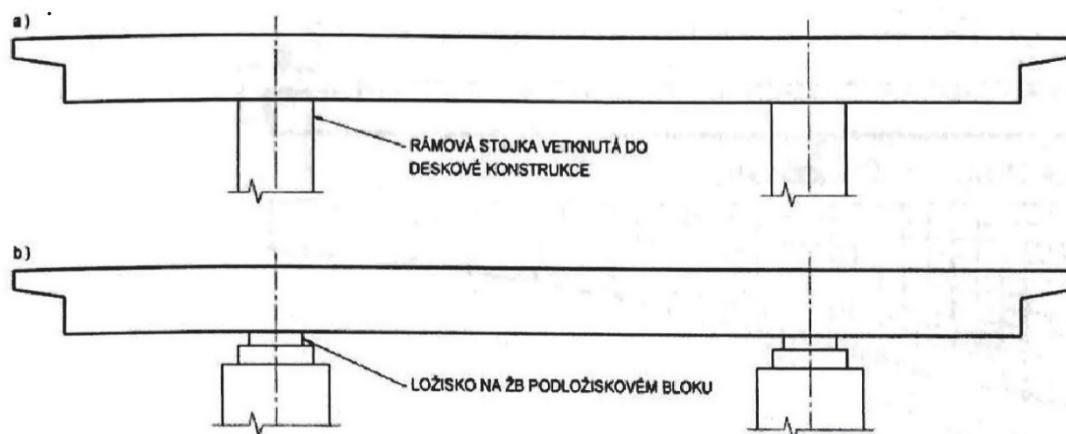 a)
RÁMOVÁ STOJKA VETKNUTÁ DO
DESKOVÉ KONSTRUKCE
b)
LOŽISKO NA ŽB PODLOŽISKOVÉM BLOKU